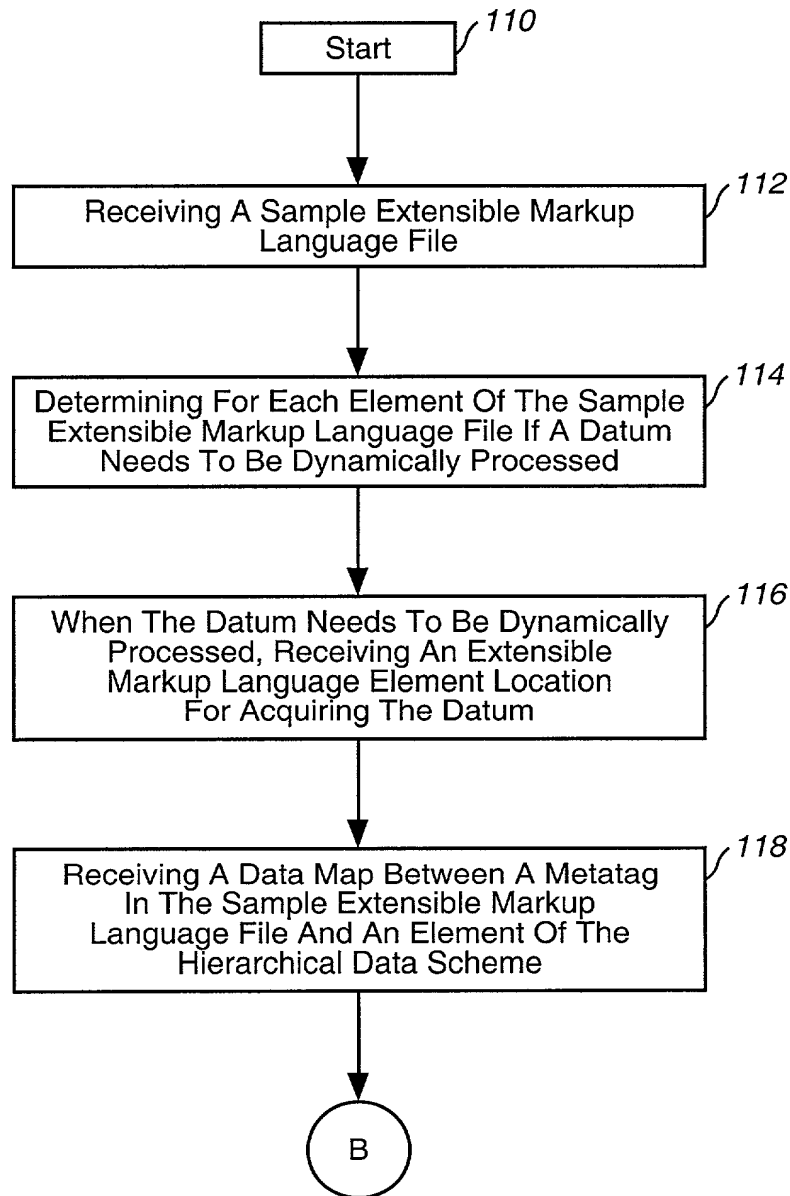 110
Start
112
Receiving A Sample Extensible Markup
Language File
114
Determining For Each Element Of The Sample
Extensible Markup Language File If A Datum
Needs To Be Dynamically Processed
116
When The Datum Needs To Be Dynamically
Processed, Receiving An Extensible
Markup Language Element Location
For Acquiring The Datum
118
Receiving A Data Map Between A Metatag
In The Sample Extensible Markup
Language File And An Element Of The
Hierarchical Data Scheme
B